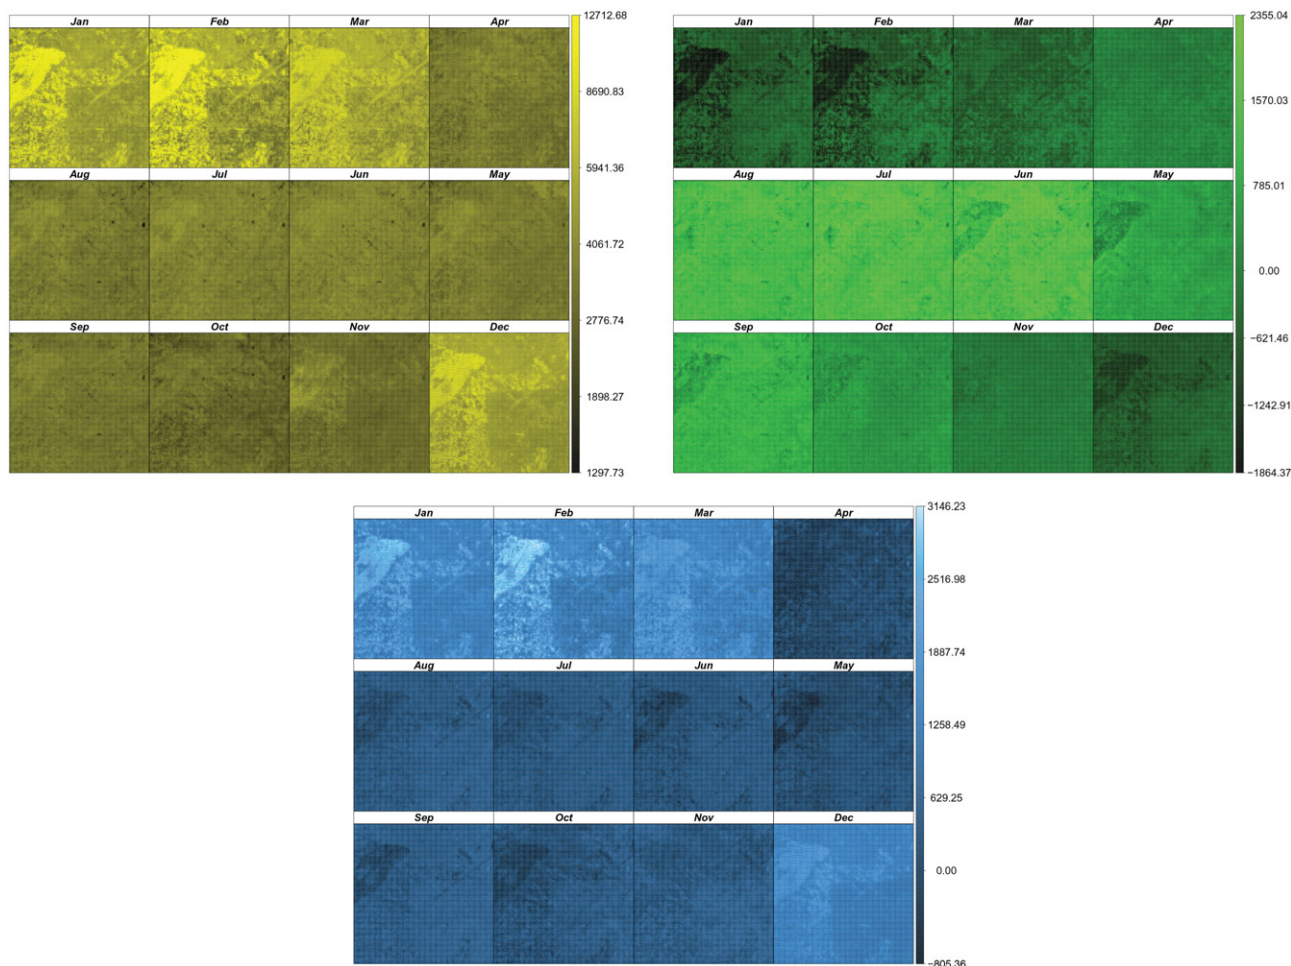 Jan Feb Mar Apr
Aug Jul Jun May
Sep Oct Nov Dec
12712.68
8690.83
5941.36
4061.72
2776.74
1898.27
1297.73
Jan Feb Mar Apr
Aug Jul Jun May
Sep Oct Nov Dec
2355.04
1570.03
785.01
0.00
−621.46
−1242.91
−1864.37
Jan Feb Mar Apr
Aug Jul Jun May
Sep Oct Nov Dec
3146.23
2516.98
1887.74
1258.49
629.25
0.00
−805.36